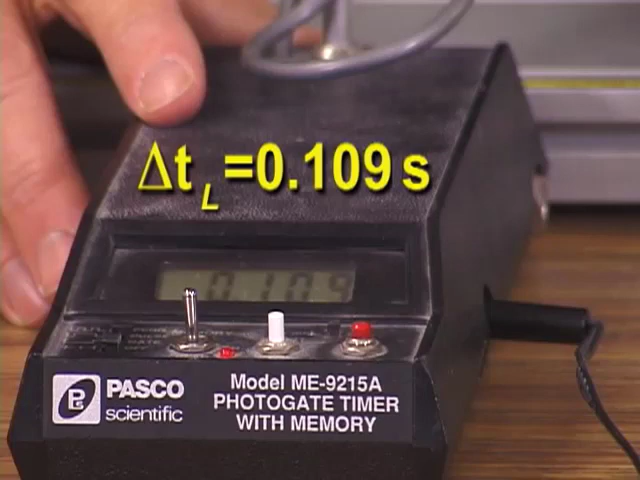 Δt_L=0.109 s
0.109
PASCO
scientific
Model ME-9215A
PHOTOGATE TIMER
WITH MEMORY